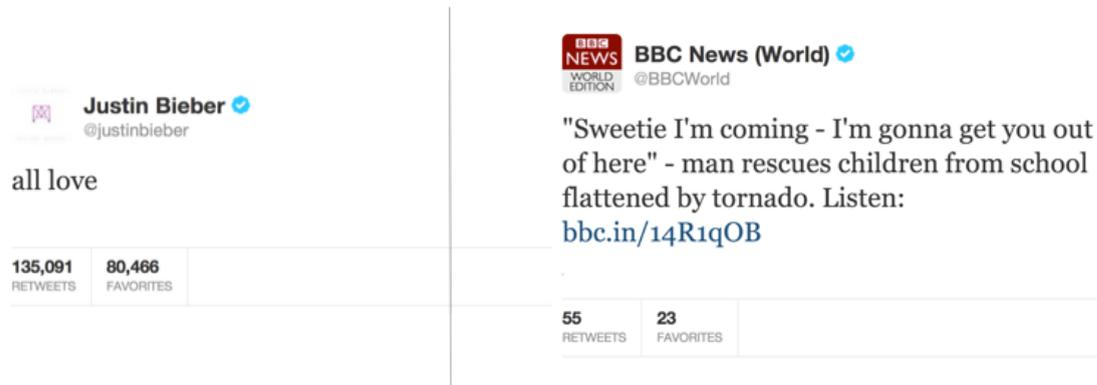 Justin Bieber
@justinbieber
all love
135,091 80,466
RETWEETS FAVORITES
BBC
NEWS
WORLD
EDITION
BBC News (World)
@BBCWorld
"Sweetie I'm coming - I'm gonna get you out
of here" - man rescues children from school
flattened by tornado. Listen:
bbc.in/14R1qOB
55 23
RETWEETS FAVORITES